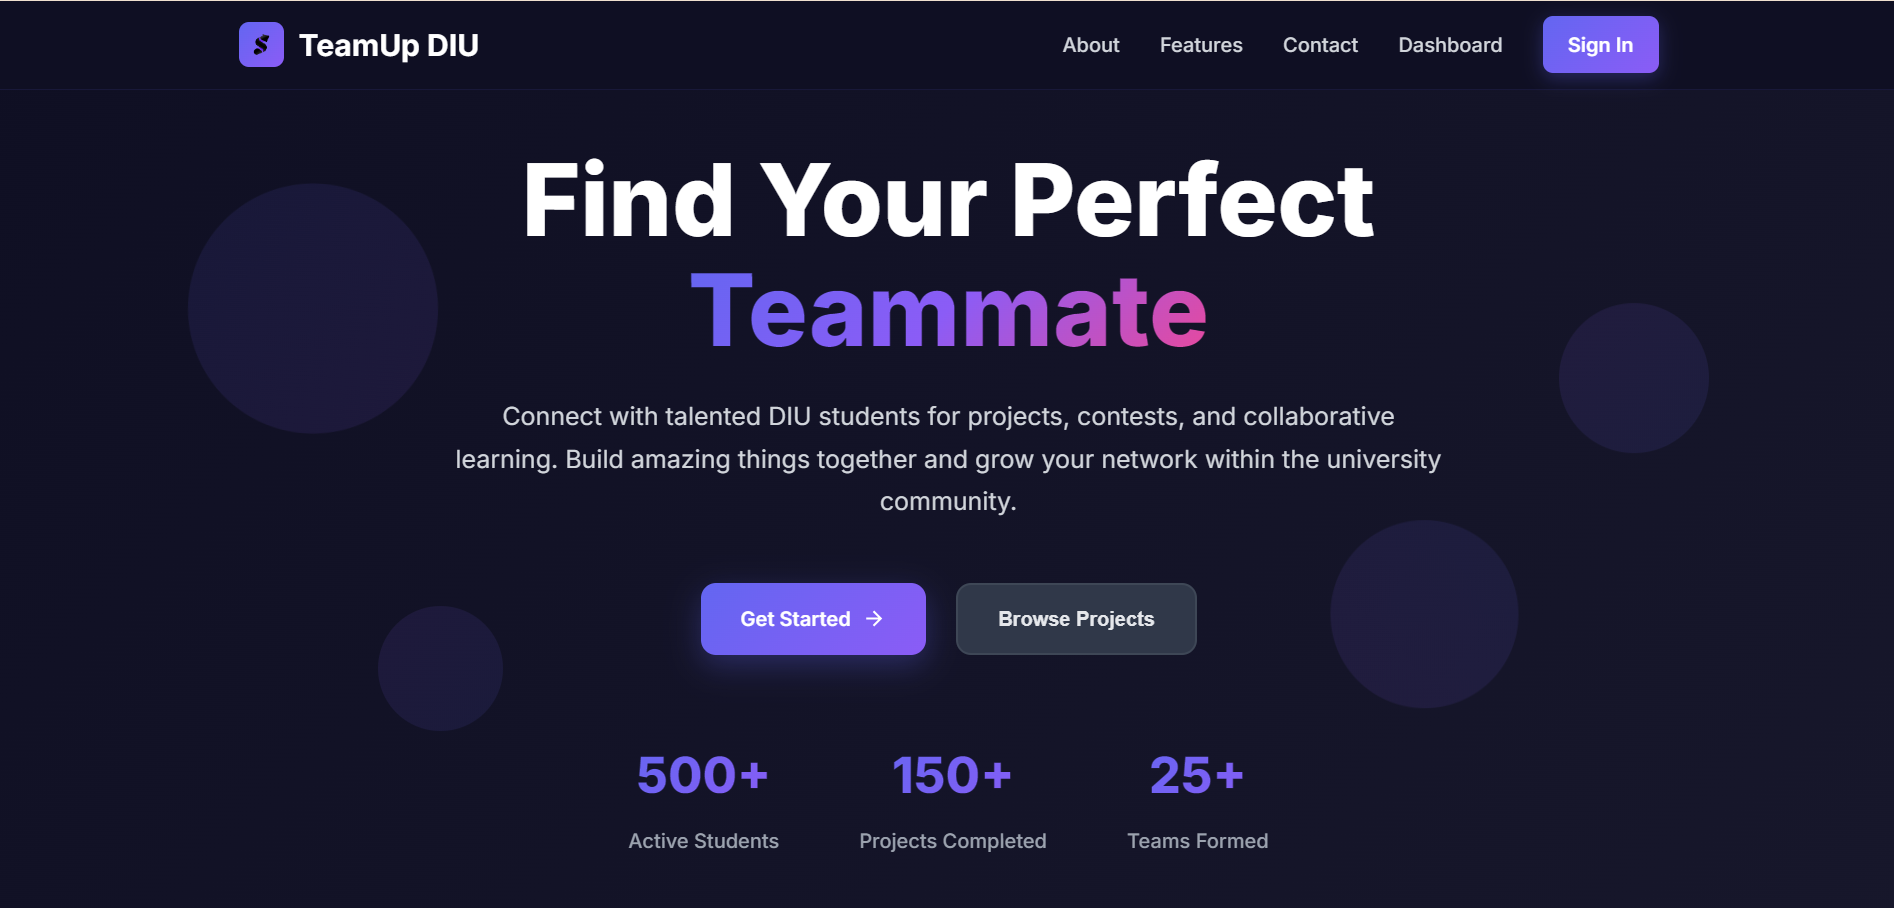 TeamUp DIU
About
Features
Contact
Dashboard
Sign In
Find Your Perfect
Teammate
Connect with talented DIU students for projects, contests, and collaborative
learning. Build amazing things together and grow your network within the university
community.
Get Started →
Browse Projects
500+
Active Students
150+
Projects Completed
25+
Teams Formed